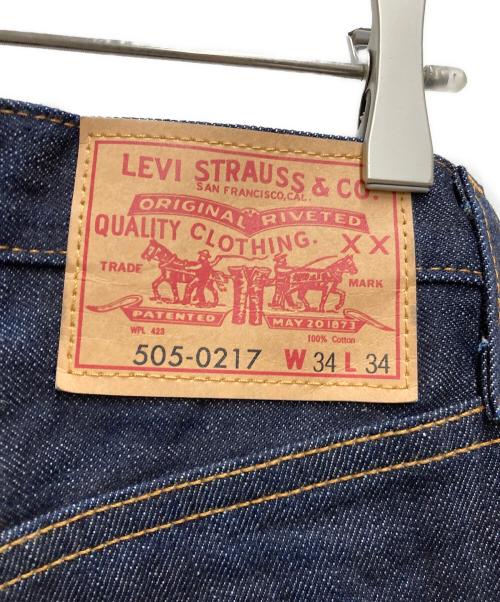 LEVI STRAUSS & CO.
SAN FRANCISCO, CAL.
ORIGINAL RIVETED
QUALITY CLOTHING. XX
TRADE MARK
PATENTED MAY 20 1873
WPL 423 100% Cotton
505-0217 W 34 L 34